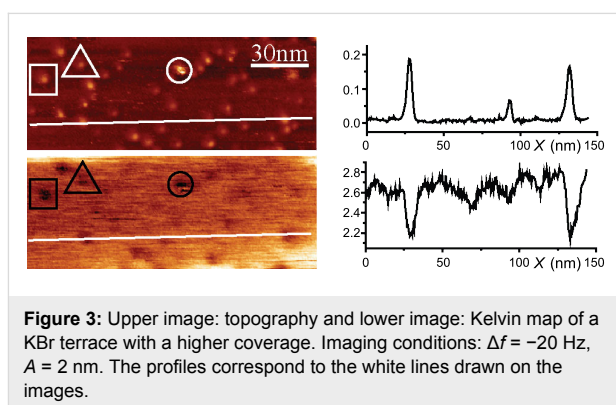 30nm
0.2
0.1
0.0
0 50 100 X (nm) 150
2.8
2.6
2.4
2.2
0 50 100 X (nm) 150
Figure 3: Upper image: topography and lower image: Kelvin map of a
KBr terrace with a higher coverage. Imaging conditions: Δf = −20 Hz,
A = 2 nm. The profiles correspond to the white lines drawn on the
images.